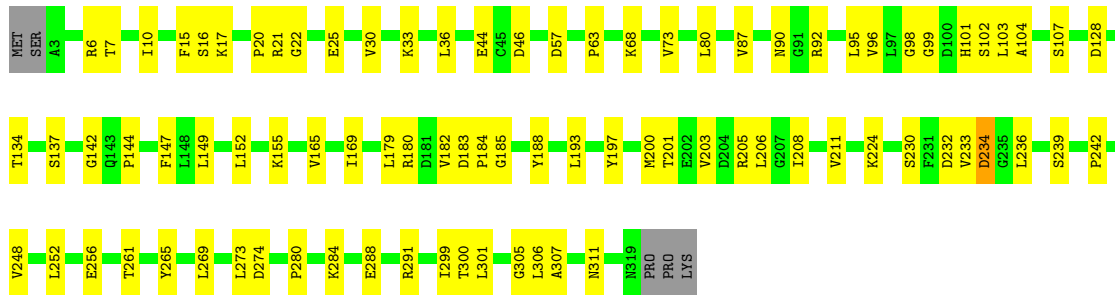 MET SER A3 R6 T7 I10 F15 S16 K17 P20 R21 G22 E25 V30 K33 L36 E44 C45 D46 D57 P63 K68 V73 L80 V87 N90 G91 R92 L95 V96 L97 G98 G99 D100 H101 S102 L103 A104 S107 D128
T134 S137 G142 Q143 P144 F147 L148 L149 L152 K155 V165 I169 L179 R180 D181 V182 D183 P184 G185 Y188 L193 Y197 M200 T201 E202 V203 D204 R205 L206 G207 I208 V211 K224 S230 F231 D232 V233 D234 G235 L236 S239 P242
V248 L252 E256 T261 Y265 L269 L273 D274 P280 K284 E288 R291 I299 T300 L301 G305 L306 A307 N311 N319 PRO PRO LYS